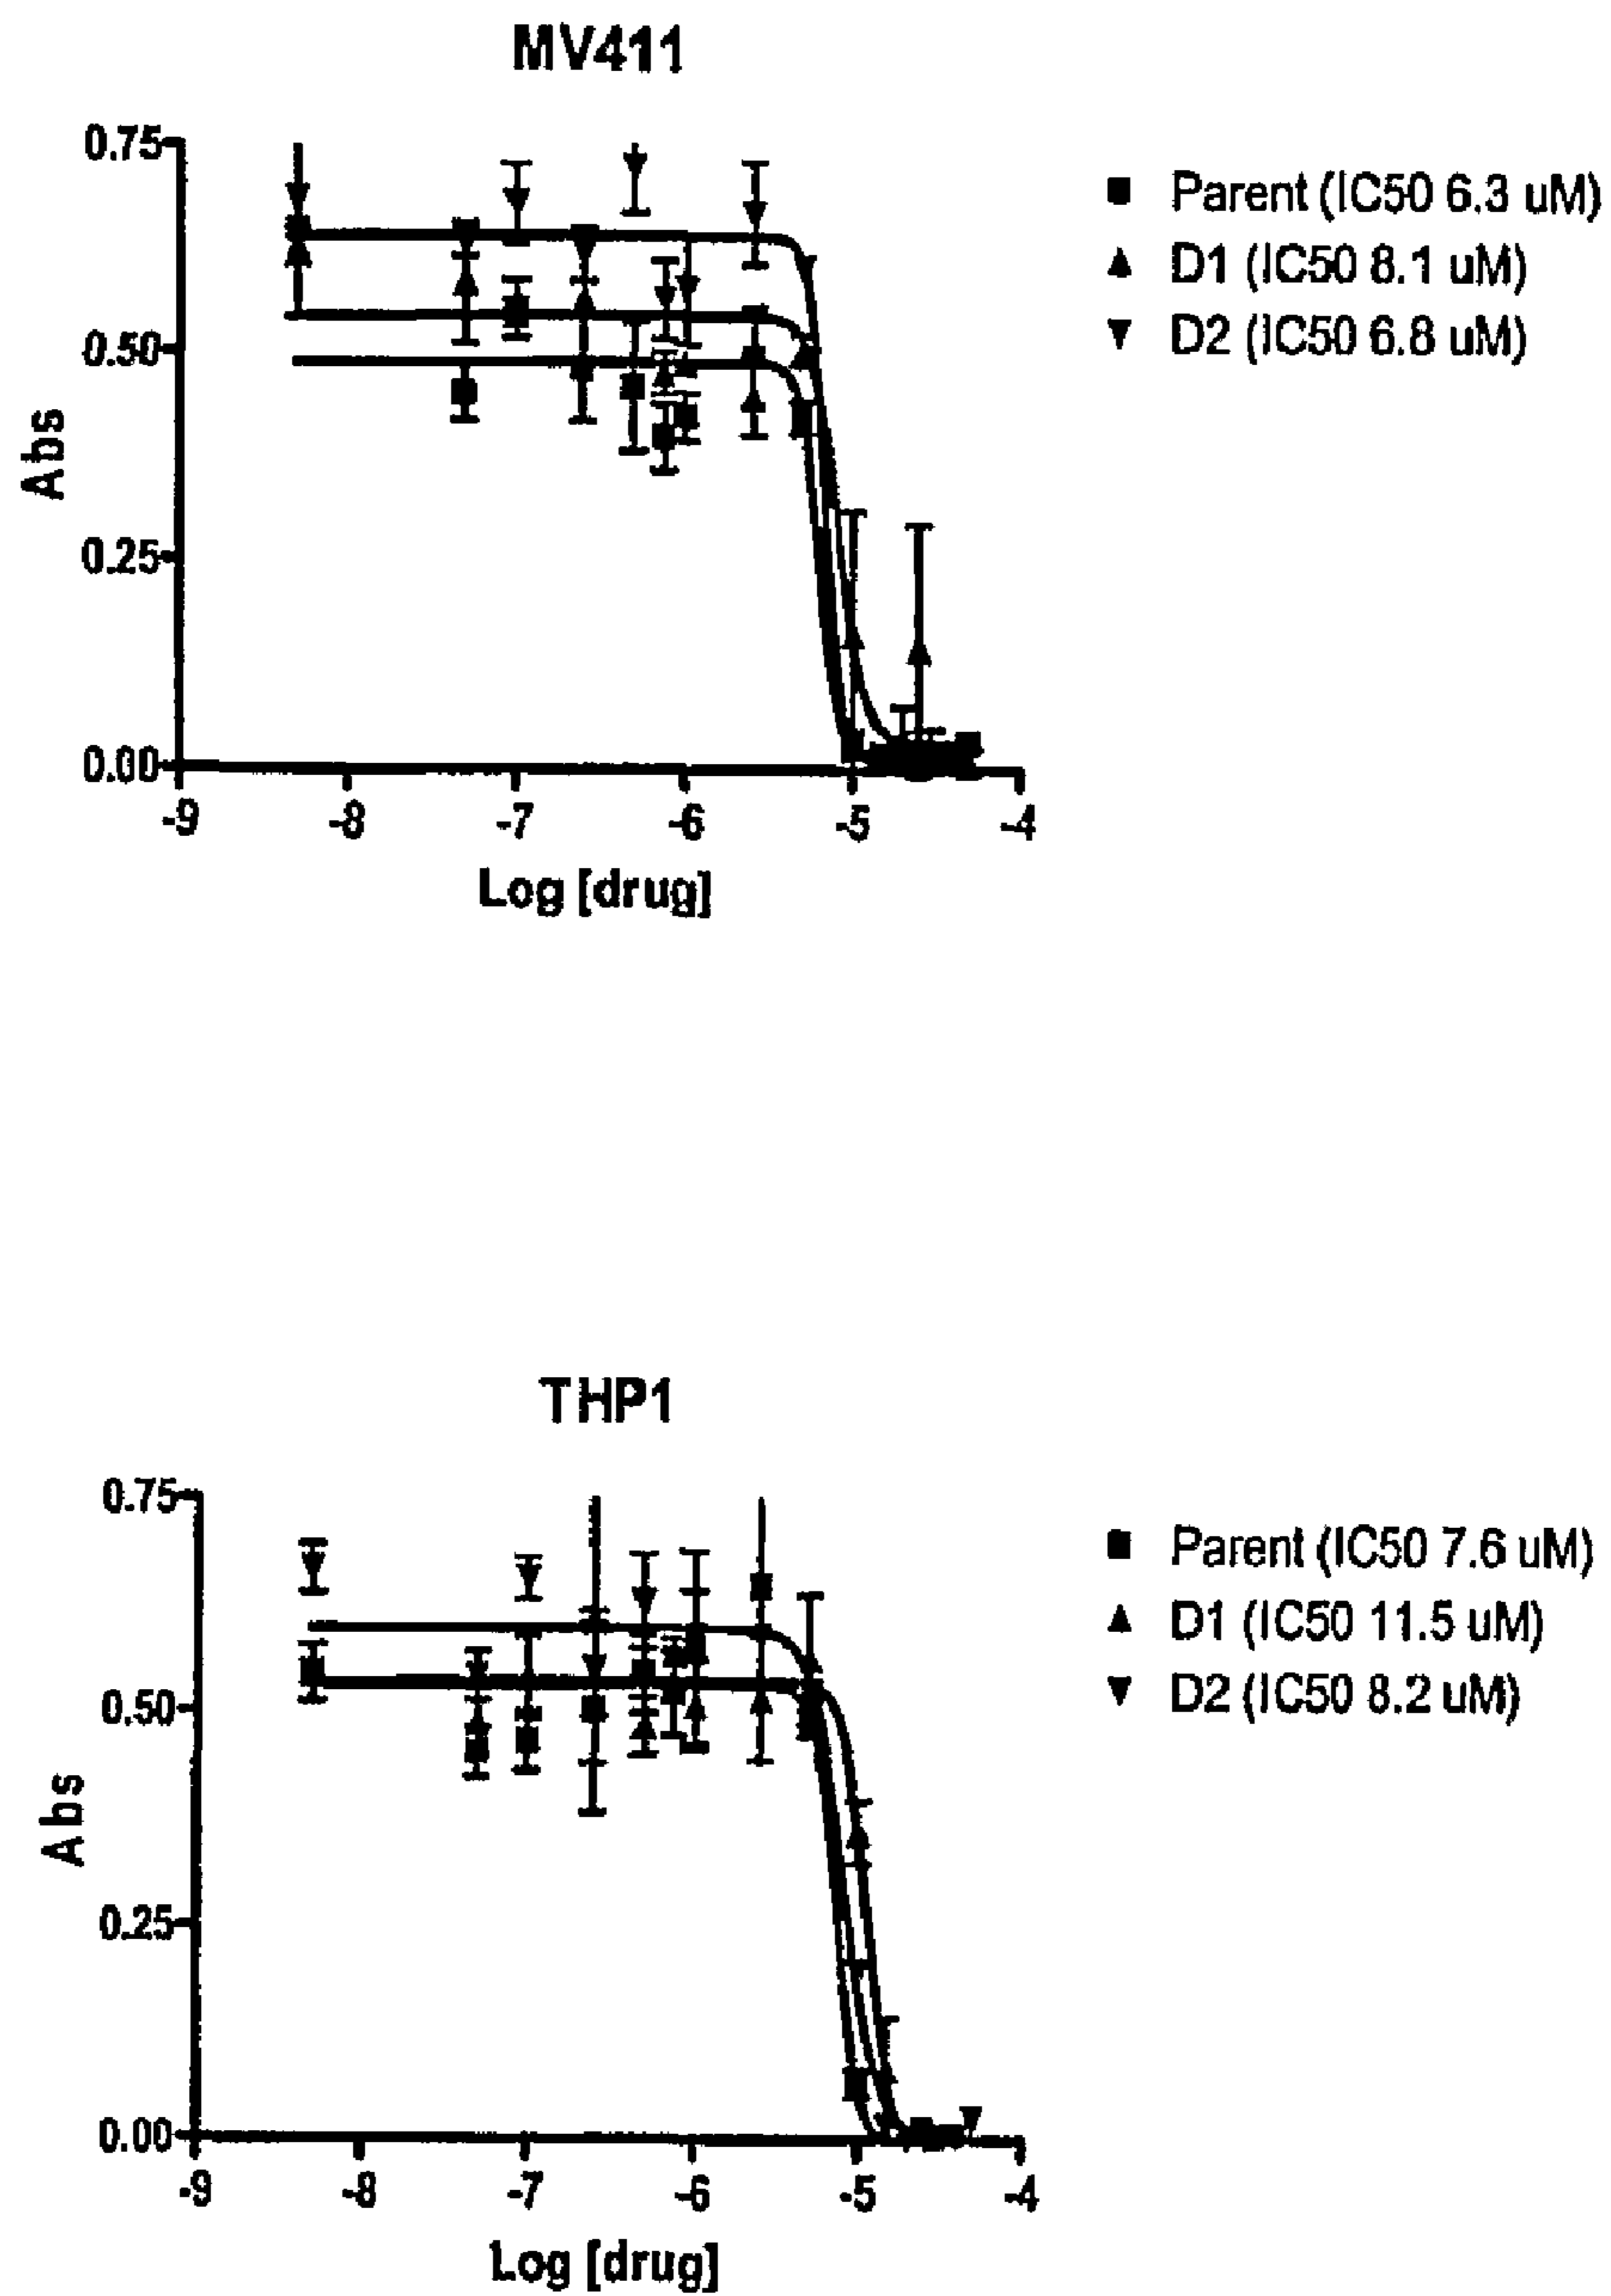 MV411
0.75
0.50
0.25
0.00
Abs
-9 -8 -7 -6 -5 -4
Log [drug]
■ Parent (IC50 6.3 uM)
▲ D1 (IC50 8.1 uM)
▼ D2 (IC50 6.8 uM)
THP1
0.75
0.50
0.25
0.00
Abs
-9 -8 -7 -6 -5 -4
Log [drug]
■ Parent (IC50 7.6 uM)
▲ D1 (IC50 11.5 uM)
▼ D2 (IC50 8.2 uM)